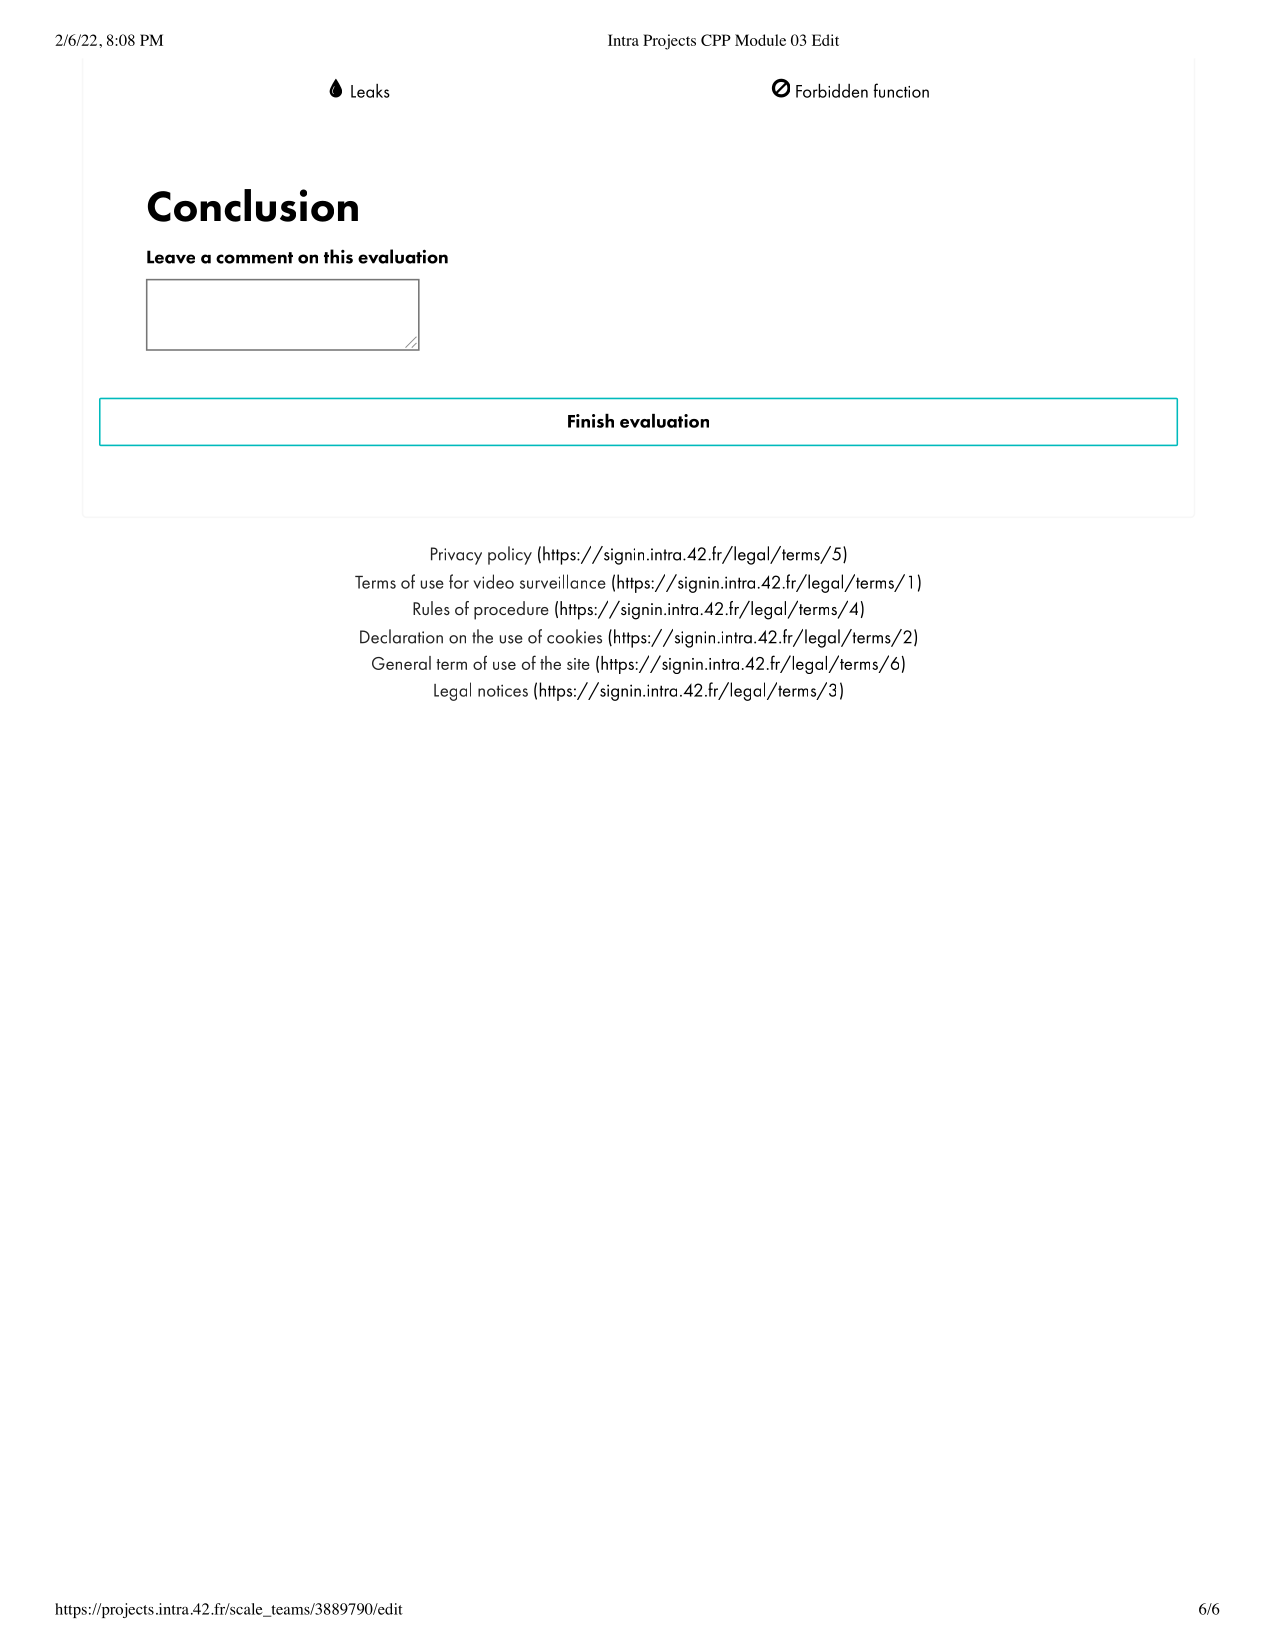 2/6/22, 8:08 PM Intra Projects CPP Module 03 Edit
Leaks Forbidden function
Conclusion
Leave a comment on this evaluation
Finish evaluation
Privacy policy (https://signin.intra.42.fr/legal/terms/5)
Terms of use for video surveillance (https://signin.intra.42.fr/legal/terms/1)
Rules of procedure (https://signin.intra.42.fr/legal/terms/4)
Declaration on the use of cookies (https://signin.intra.42.fr/legal/terms/2)
General term of use of the site (https://signin.intra.42.fr/legal/terms/6)
Legal notices (https://signin.intra.42.fr/legal/terms/3)
https://projects.intra.42.fr/scale_teams/3889790/edit 6/6